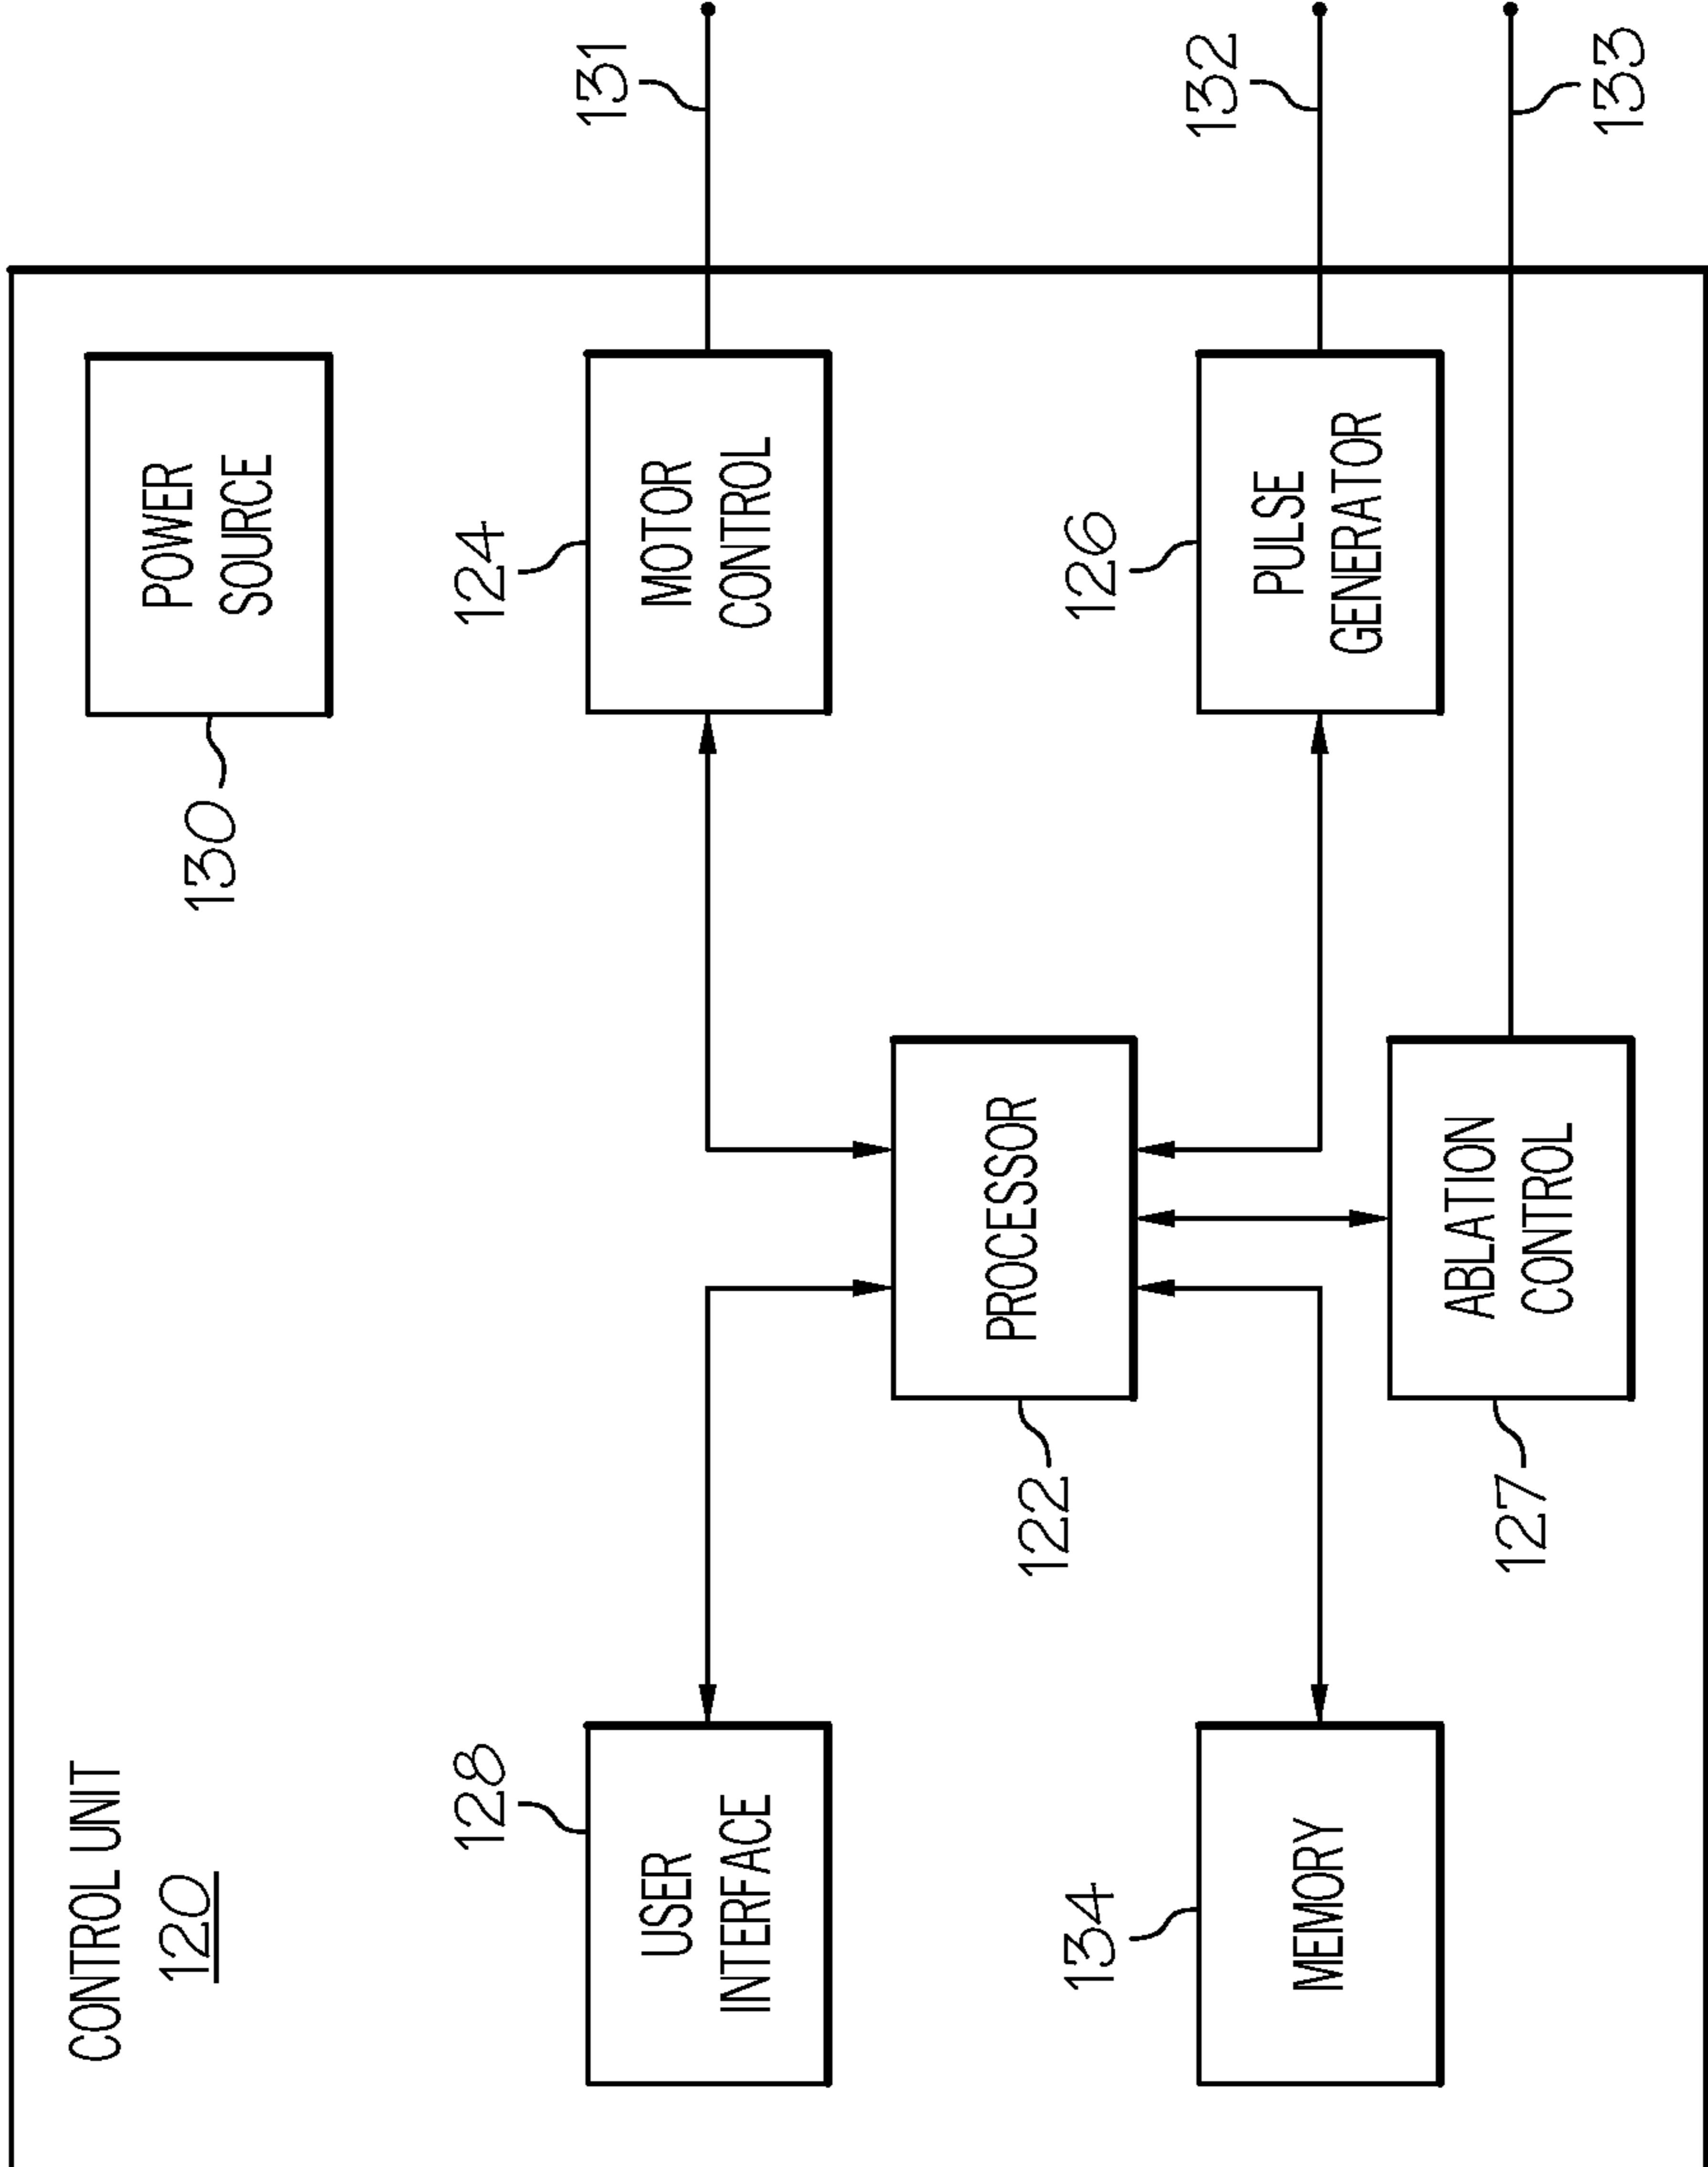 CONTROL UNIT
120
POWER
SOURCE
130
128
USER
INTERFACE
124
MOTOR
CONTROL
131
PROCESSOR
122
134
MEMORY
126
PULSE
GENERATOR
132
ABLATION
CONTROL
127
133